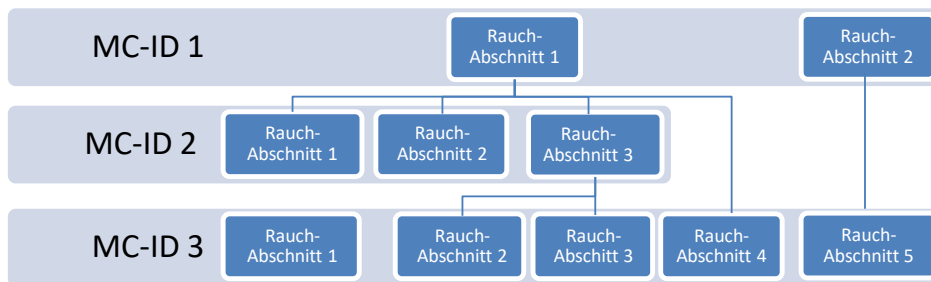 MC-ID 1
Rauch-
Abschnitt 1
Rauch-
Abschnitt 2
MC-ID 2
Rauch-
Abschnitt 1
Rauch-
Abschnitt 2
Rauch-
Abschnitt 3
MC-ID 3
Rauch-
Abschnitt 1
Rauch-
Abschnitt 2
Rauch-
Abschitt 3
Rauch-
Abschnitt 4
Rauch-
Abschnitt 5